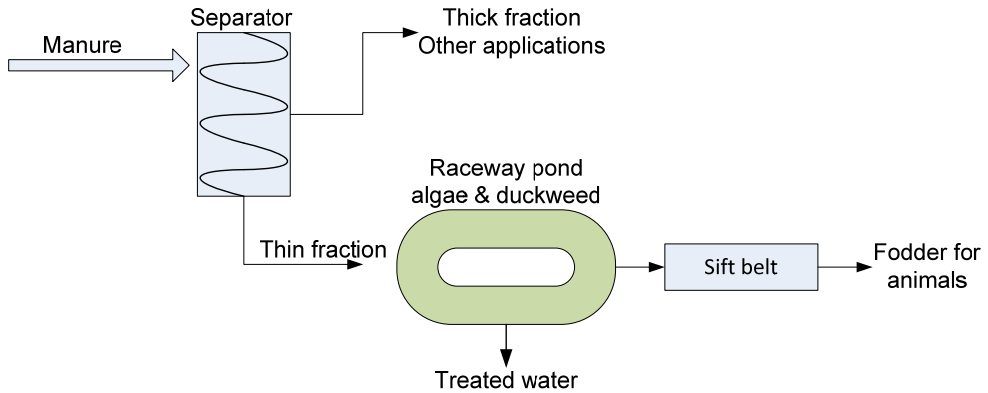 Separator
Manure
Thick fraction
Other applications
Raceway pond
algae & duckweed
Thin fraction
Sift belt
Fodder for
animals
Treated water